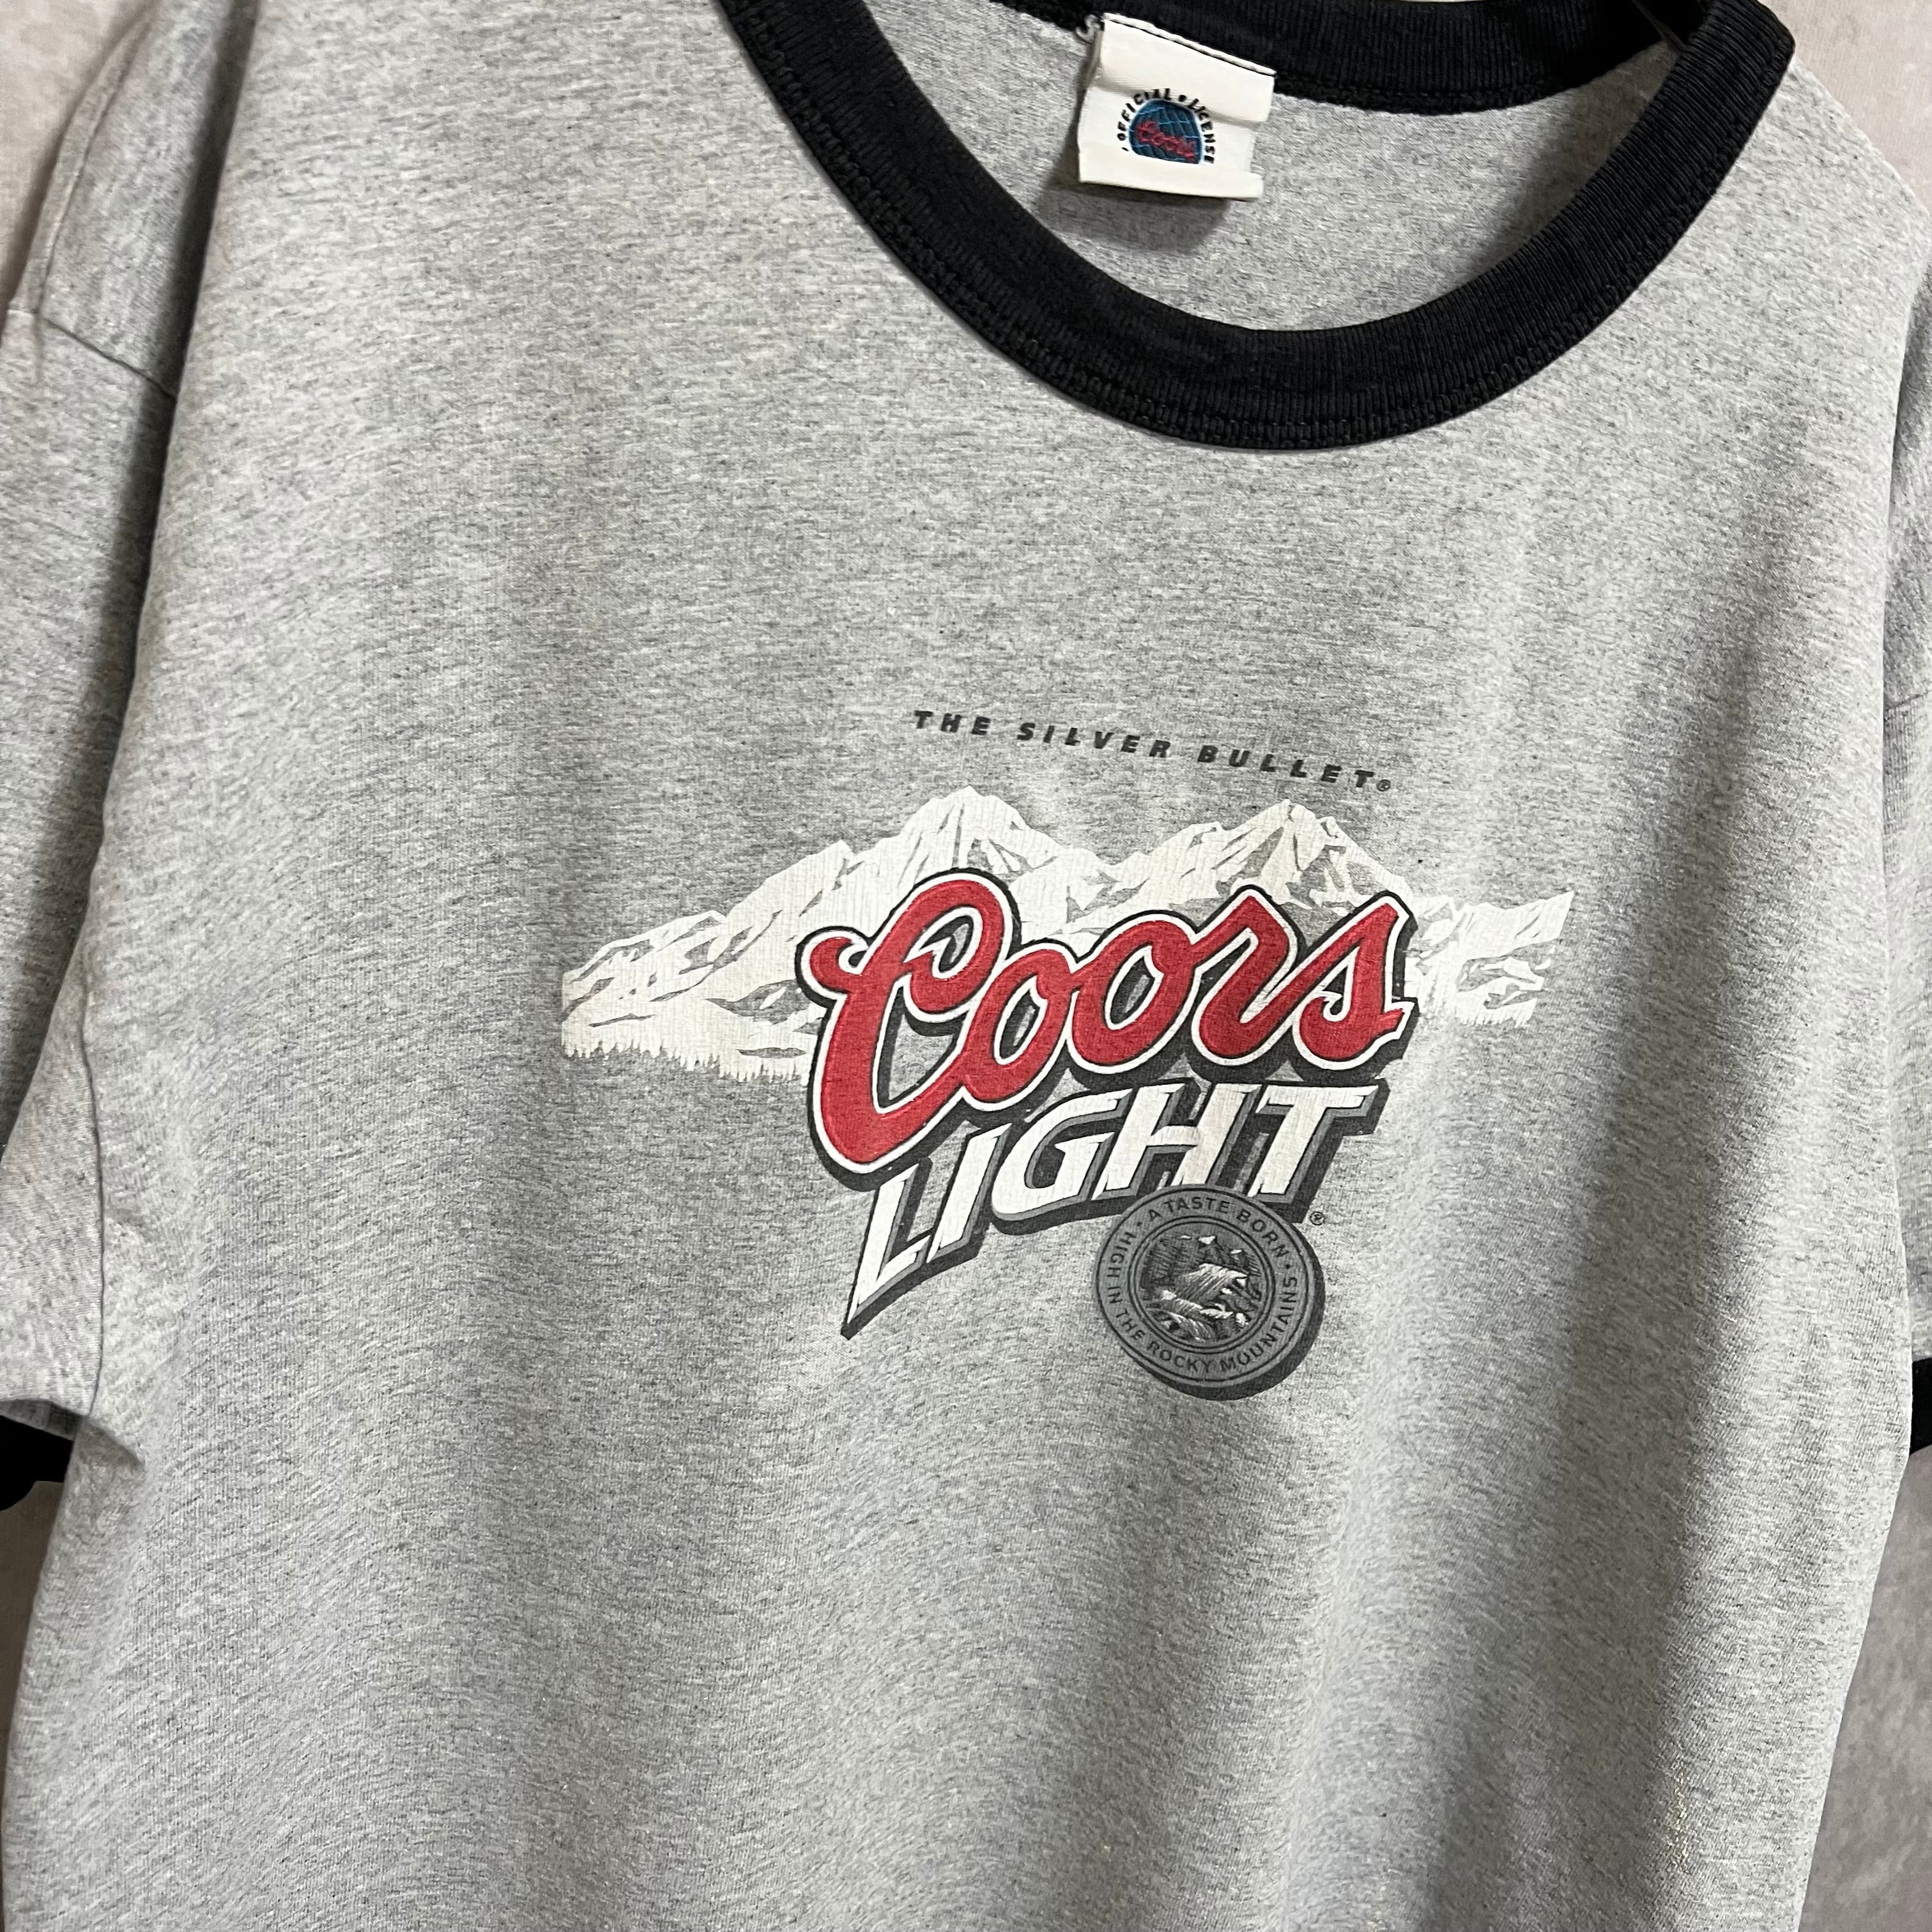 OFFICIAL • LICENSE
Coors
THE SILVER BULLET®
Coors
LIGHT®
A TASTE BORN • HIGH IN THE ROCKY MOUNTAINS •